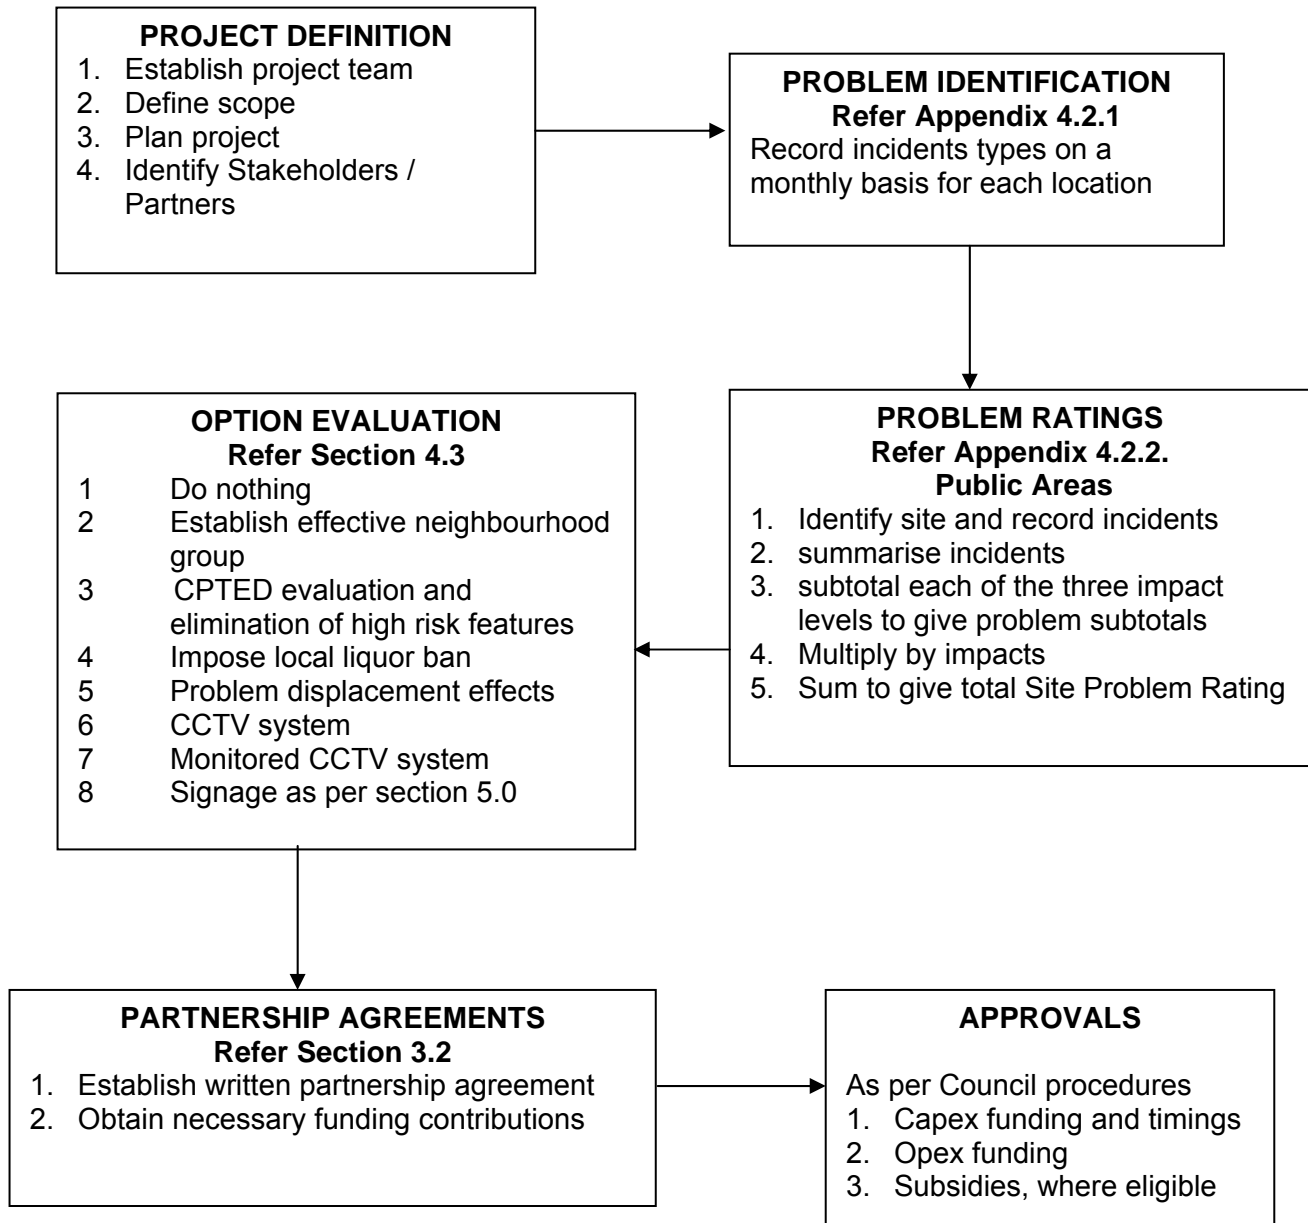 PROJECT DEFINITION
1. Establish project team
2. Define scope
3. Plan project
4. Identify Stakeholders /
Partners
PROBLEM IDENTIFICATION
Refer Appendix 4.2.1
Record incidents types on a
monthly basis for each location
PROBLEM RATINGS
Refer Appendix 4.2.2.
Public Areas
1. Identify site and record incidents
2. summarise incidents
3. subtotal each of the three impact
levels to give problem subtotals
4. Multiply by impacts
5. Sum to give total Site Problem Rating
OPTION EVALUATION
Refer Section 4.3
1 Do nothing
2 Establish effective neighbourhood
group
3 CPTED evaluation and
elimination of high risk features
4 Impose local liquor ban
5 Problem displacement effects
6 CCTV system
7 Monitored CCTV system
8 Signage as per section 5.0
PARTNERSHIP AGREEMENTS
Refer Section 3.2
1. Establish written partnership agreement
2. Obtain necessary funding contributions
APPROVALS
As per Council procedures
1. Capex funding and timings
2. Opex funding
3. Subsidies, where eligible